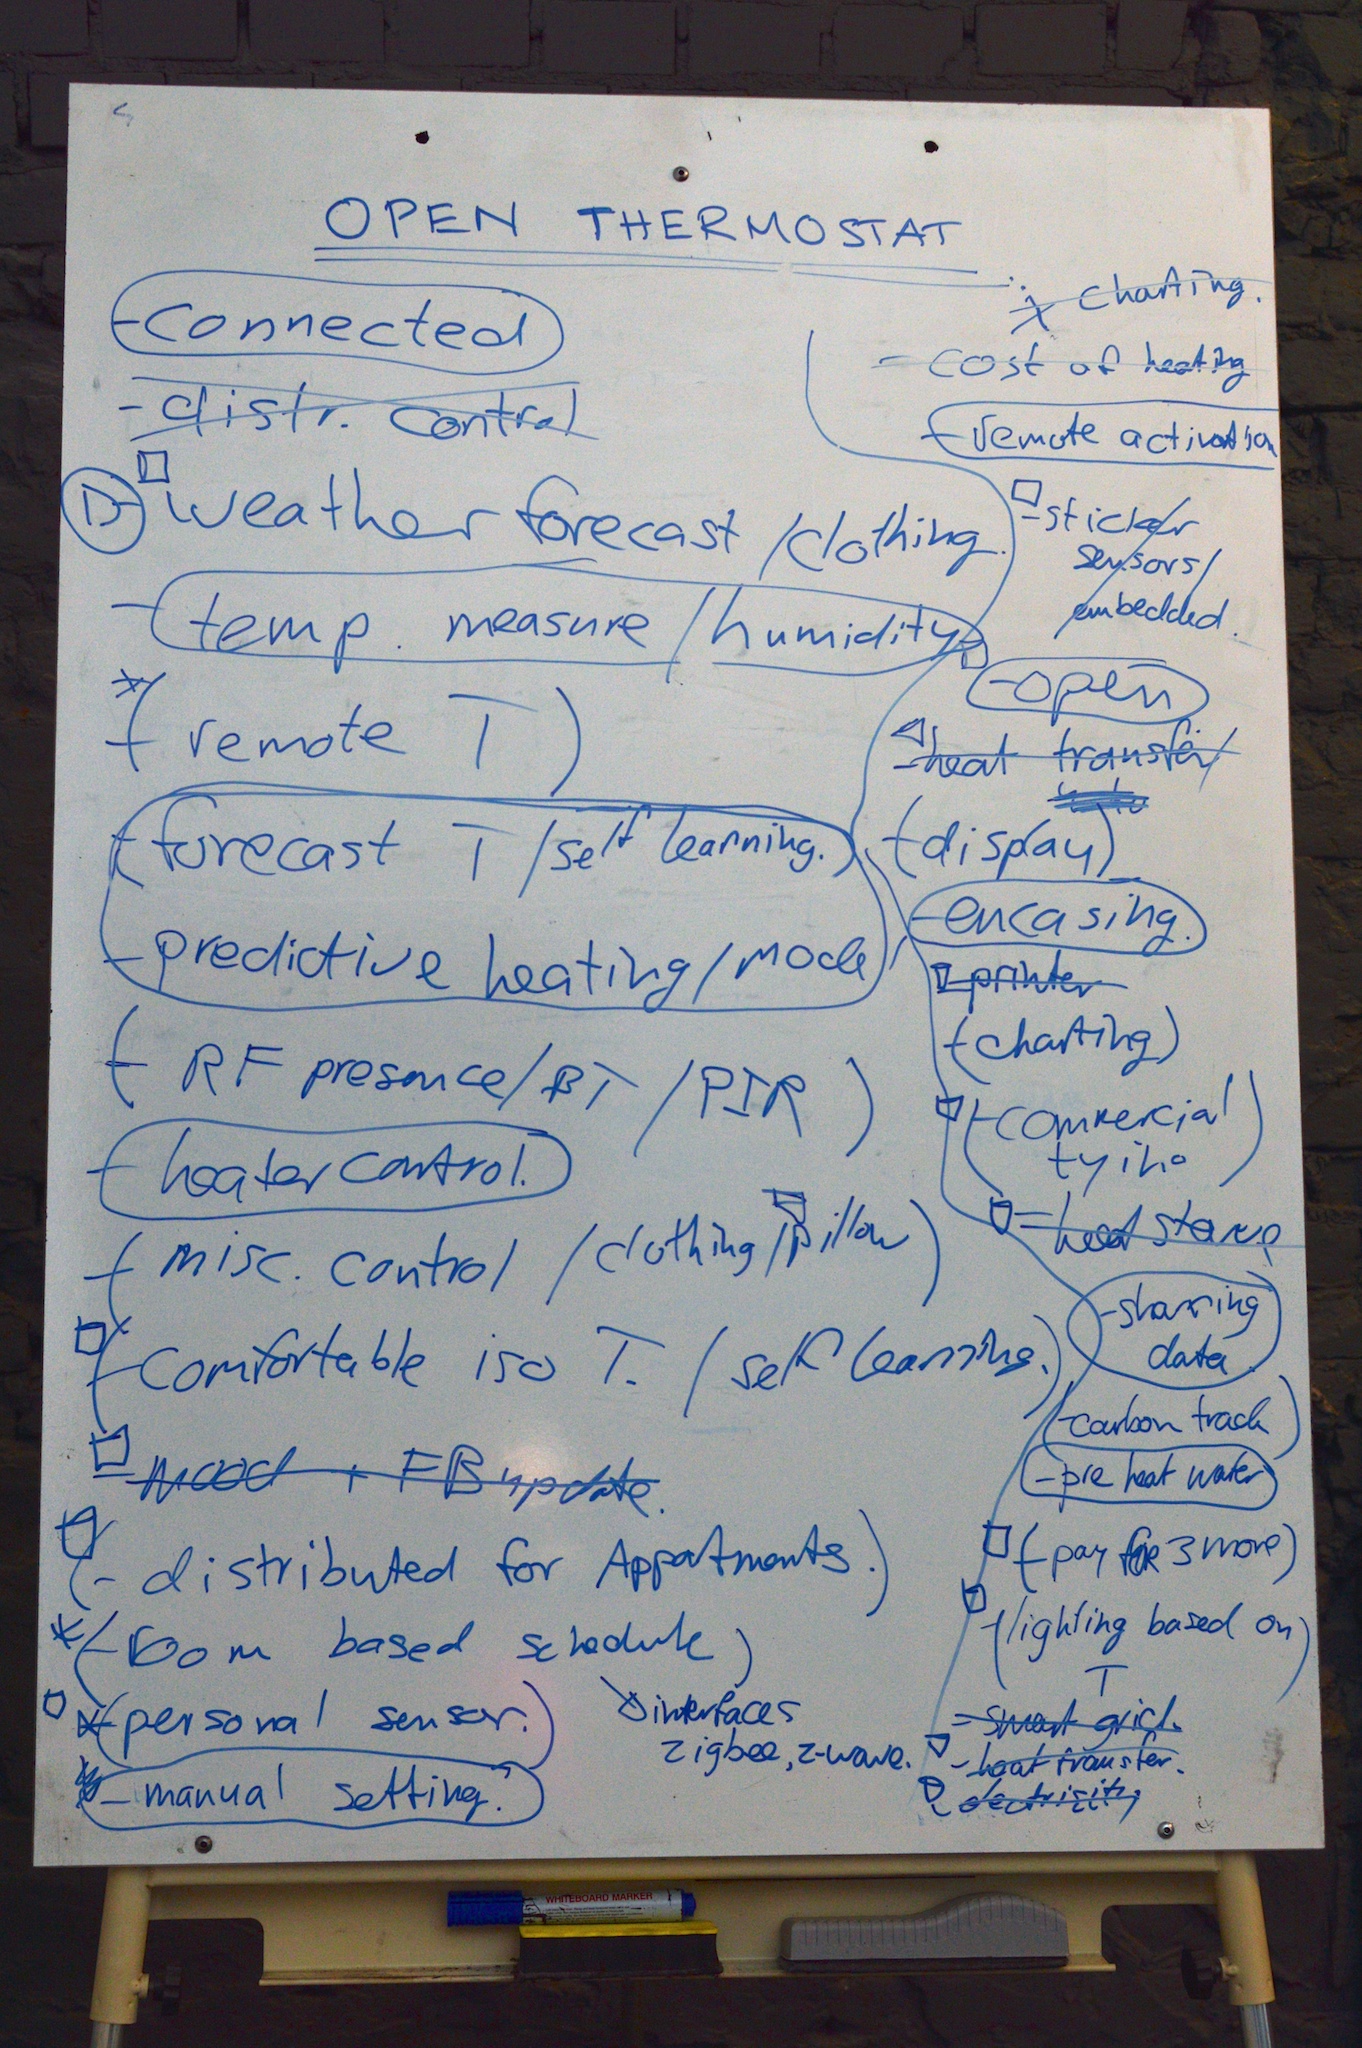 OPEN THERMOSTAT
- connected
- distr. control
D - weather forecast / clothing.
- temp. measure / humidity
* - ( remote T )
( - forecast T / self learning. )
- predictive heating / mode
( - RF presence / BT / PIR )
- heater control.
( - misc. control / clothing / pillow )
( - comfortable iso T. / self learning. )
- mood + FB update.
( - distributed for Appartments. )
* ( - room based schedule )
* ( - personal sensor. )
- manual setting.
interfaces
zigbee, z-wave.
charting.
- cost of heating
- remote activation
- sticker
sensors /
embedded.
- open
- heat transfer
( - display )
- encasing.
- printer
( - charting )
( - commercial
)
- sharing
data.
( - carbon track )
- pre heat water
( - pay for 3 more )
( - lighting based on
T )
- smart grid.
- heat transfer.
- electricity
WHITEBOARD MARKER